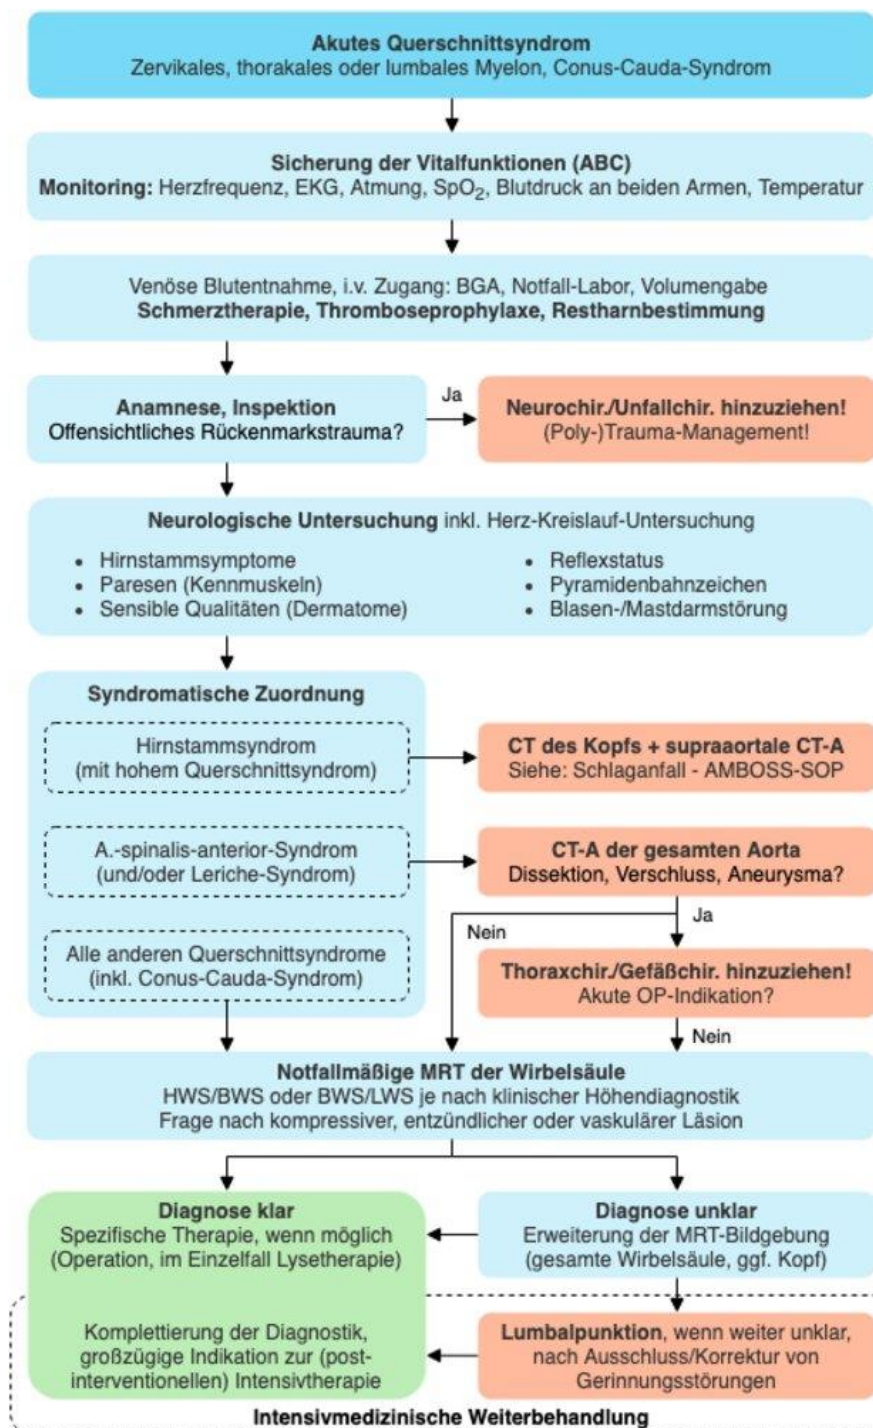 Akutes Querschnittsyndrom
Zervikales, thorakales oder lumbales Myelon, Conus-Cauda-Syndrom
Sicherung der Vitalfunktionen (ABC)
Monitoring: Herzfrequenz, EKG, Atmung, SpO₂, Blutdruck an beiden Armen, Temperatur
Venöse Blutentnahme, i.v. Zugang: BGA, Notfall-Labor, Volumengabe
Schmerztherapie, Thromboseprophylaxe, Restharnbestimmung
Anamnese, Inspektion
Offensichtliches Rückenmarkstrauma?
Ja
Neurochir./Unfallchir. hinzuziehen!
(Poly-)Trauma-Management!
Neurologische Untersuchung inkl. Herz-Kreislauf-Untersuchung
• Hirnstammsymptome
• Paresen (Kennmuskeln)
• Sensible Qualitäten (Dermatome)
• Reflexstatus
• Pyramidenbahnzeichen
• Blasen-/Mastdarmstörung
Syndromatische Zuordnung
Hirnstammsyndrom
(mit hohem Querschnittsyndrom)
CT des Kopfs + supraaortale CT-A
Siehe: Schlaganfall - AMBOSS-SOP
A.-spinalis-anterior-Syndrom
(und/oder Leriche-Syndrom)
CT-A der gesamten Aorta
Dissektion, Verschluss, Aneurysma?
Nein
Ja
Alle anderen Querschnittsyndrome
(inkl. Conus-Cauda-Syndrom)
Thoraxchir./Gefäßchir. hinzuziehen!
Akute OP-Indikation?
Nein
Notfallmäßige MRT der Wirbelsäule
HWS/BWS oder BWS/LWS je nach klinischer Höhendiagnostik
Frage nach kompressiver, entzündlicher oder vaskulärer Läsion
Diagnose klar
Spezifische Therapie, wenn möglich
(Operation, im Einzelfall Lysetherapie)
Diagnose unklar
Erweiterung der MRT-Bildgebung
(gesamte Wirbelsäule, ggf. Kopf)
Komplettierung der Diagnostik,
großzügige Indikation zur (post-
interventionellen) Intensivtherapie
Lumbalpunktion, wenn weiter unklar,
nach Ausschluss/Korrektur von
Gerinnungsstörungen
Intensivmedizinische Weiterbehandlung